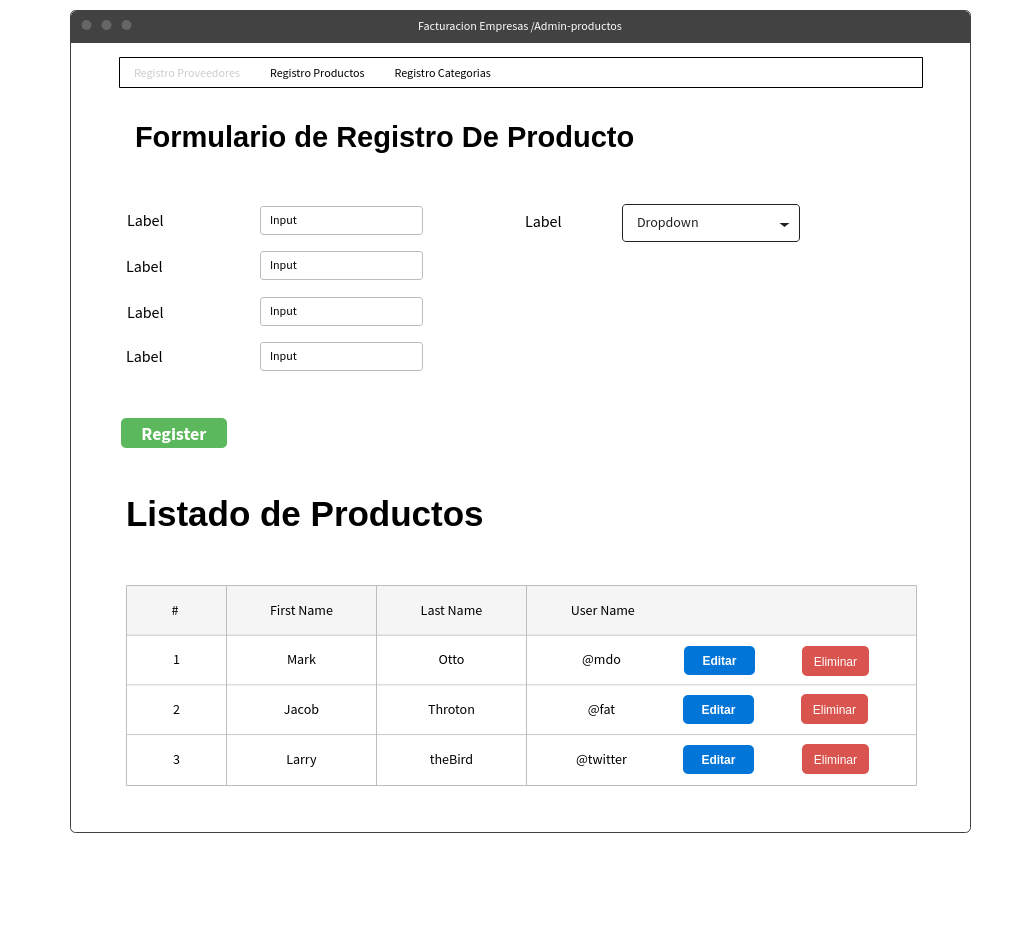 Facturacion Empresas /Admin-productos
Registro Proveedores Registro Productos Registro Categorias
Formulario de Registro De Producto
Label Input Label Dropdown
Label Input
Label Input
Label Input
Register
Listado de Productos
# First Name Last Name User Name
1 Mark Otto @mdo Editar Eliminar
2 Jacob Throton @fat Editar Eliminar
3 Larry theBird @twitter Editar Eliminar